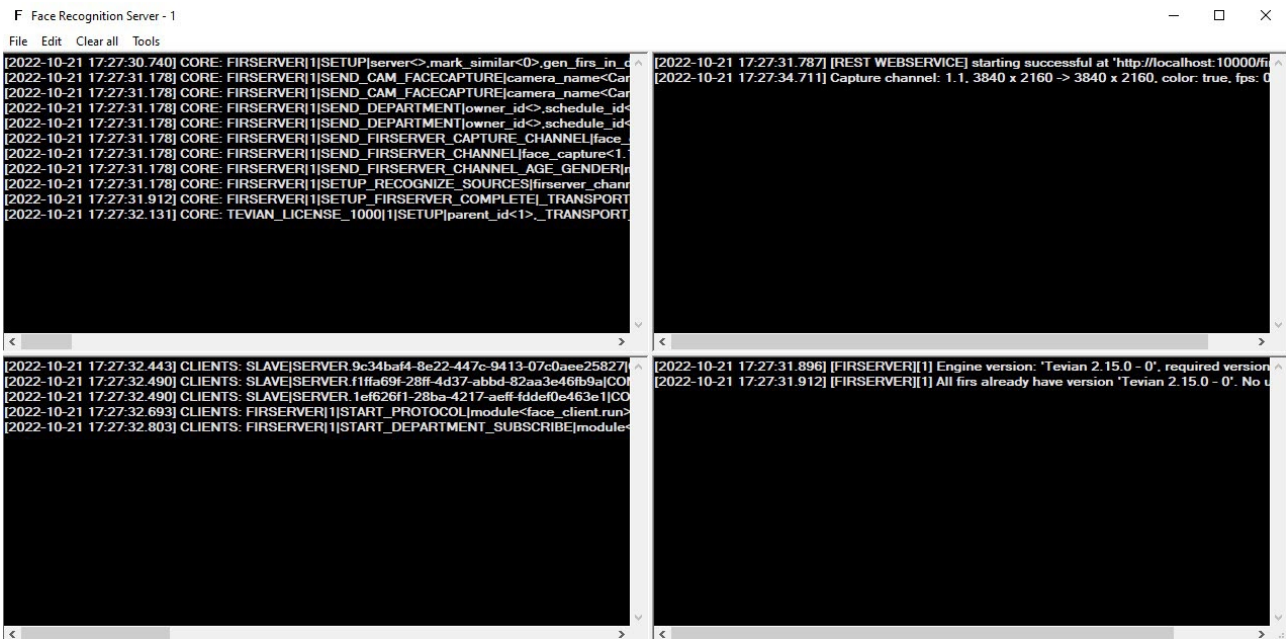 F Face Recognition Server - 1
File Edit Clear all Tools
[2022-10-21 17:27:30.740] CORE: FIRSERVER|1|SETUP|server<>,mark_similar<0>,gen_firs_in_
[2022-10-21 17:27:31.178] CORE: FIRSERVER|1|SEND_CAM_FACECAPTURE|camera_name<Car
[2022-10-21 17:27:31.178] CORE: FIRSERVER|1|SEND_CAM_FACECAPTURE|camera_name<Car
[2022-10-21 17:27:31.178] CORE: FIRSERVER|1|SEND_DEPARTMENT|owner_id<>,schedule_id<
[2022-10-21 17:27:31.178] CORE: FIRSERVER|1|SEND_DEPARTMENT|owner_id<>,schedule_id<
[2022-10-21 17:27:31.178] CORE: FIRSERVER|1|SEND_FIRSERVER_CAPTURE_CHANNEL|face_
[2022-10-21 17:27:31.178] CORE: FIRSERVER|1|SEND_FIRSERVER_CHANNEL|face_capture<1.
[2022-10-21 17:27:31.178] CORE: FIRSERVER|1|SEND_FIRSERVER_CHANNEL_AGE_GENDER|
[2022-10-21 17:27:31.178] CORE: FIRSERVER|1|SETUP_RECOGNIZE_SOURCES|firserver_chan
[2022-10-21 17:27:31.912] CORE: FIRSERVER|1|SETUP_FIRSERVER_COMPLETE|_TRANSPORT
[2022-10-21 17:27:32.131] CORE: TEVIAN_LICENSE_1000|1|SETUP|parent_id<1>,_TRANSPORT_
[2022-10-21 17:27:31.787] [REST WEBSERVICE] starting successful at 'http://localhost:10000/fi
[2022-10-21 17:27:34.711] Capture channel: 1.1, 3840 x 2160 -> 3840 x 2160, color: true, fps: 0
[2022-10-21 17:27:32.443] CLIENTS: SLAVE|SERVER.9c34baf4-8e22-447c-9413-07c0aee25827|
[2022-10-21 17:27:32.490] CLIENTS: SLAVE|SERVER.f1ffa69f-28ff-4d37-abbd-82aa3e46fb9a|CO
[2022-10-21 17:27:32.490] CLIENTS: SLAVE|SERVER.1ef626f1-28ba-4217-aeff-fddef0e463e1|CO
[2022-10-21 17:27:32.693] CLIENTS: FIRSERVER|1|START_PROTOCOL|module<face_client.run>
[2022-10-21 17:27:32.803] CLIENTS: FIRSERVER|1|START_DEPARTMENT_SUBSCRIBE|module<
[2022-10-21 17:27:31.896] [FIRSERVER][1] Engine version: 'Tevian 2.15.0 - 0', required version
[2022-10-21 17:27:31.912] [FIRSERVER][1] All firs already have version 'Tevian 2.15.0 - 0'. No u